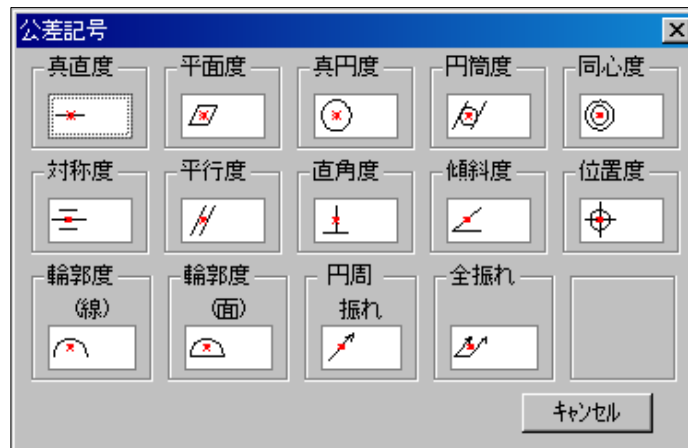 公差記号
真直度
平面度
真円度
円筒度
同心度
対称度
平行度
直角度
傾斜度
位置度
輪郭度
(線)
輪郭度
(面)
円周
振れ
全振れ
ｷｬﾝｾﾙ